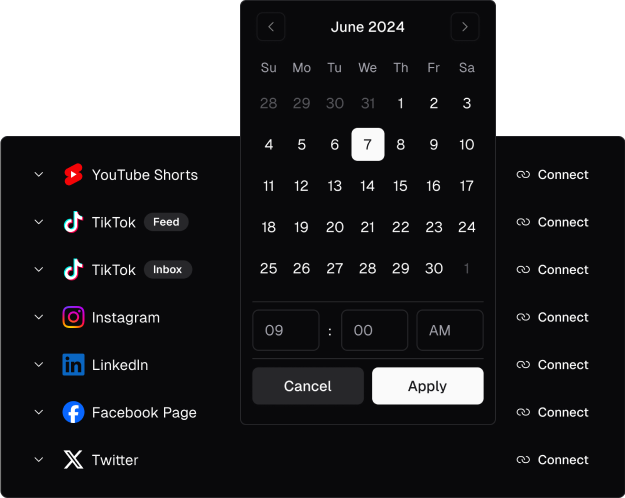 June 2024
Su Mo Tu We Th Fr Sa
28 29 30 31 1 2 3
4 5 6 7 8 9 10
11 12 13 14 15 16 17
18 19 20 21 22 23 24
25 26 27 28 29 30 1
09 : 00 AM
Cancel Apply
YouTube Shorts Connect
TikTok Feed Connect
TikTok Inbox Connect
Instagram Connect
LinkedIn Connect
Facebook Page Connect
Twitter Connect